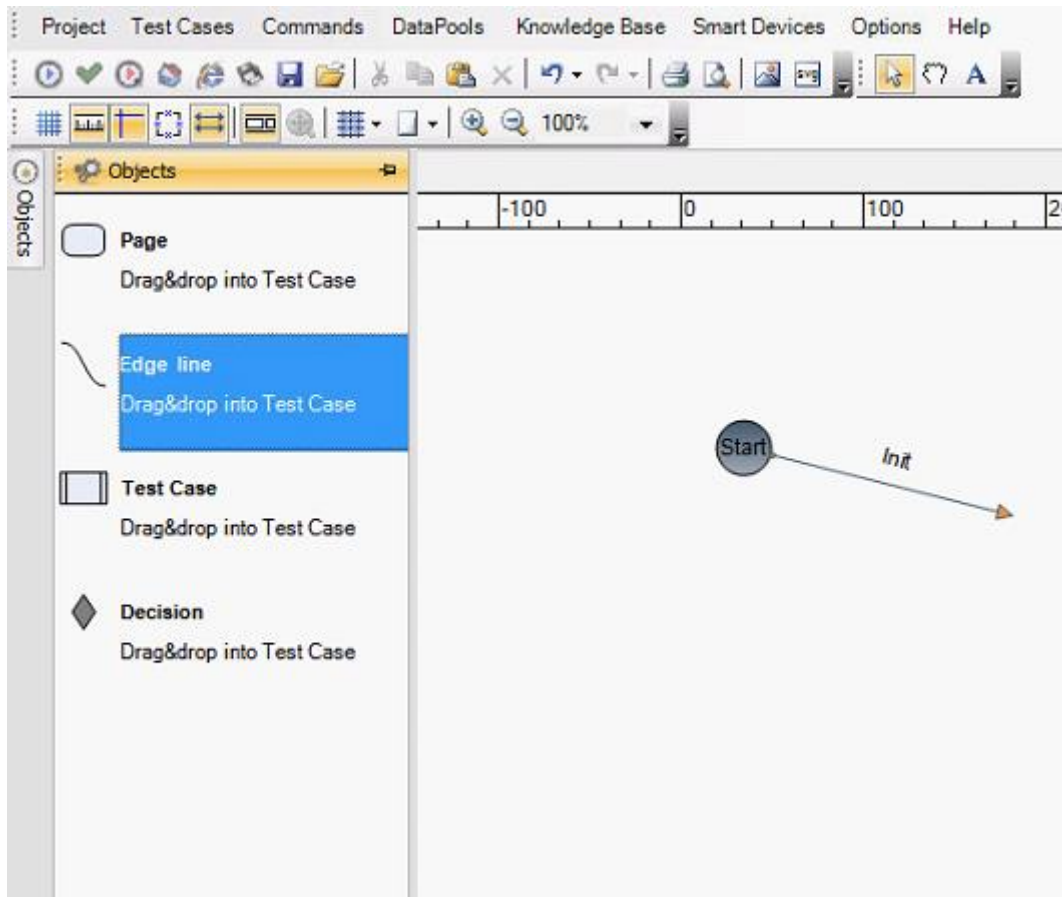 Project Test Cases Commands DataPools Knowledge Base Smart Devices Options Help
SVG
A
100%
Objects
Objects
-100 0 100 2
Page
Drag&drop into Test Case
Edge line
Drag&drop into Test Case
Start
Init
Test Case
Drag&drop into Test Case
Decision
Drag&drop into Test Case